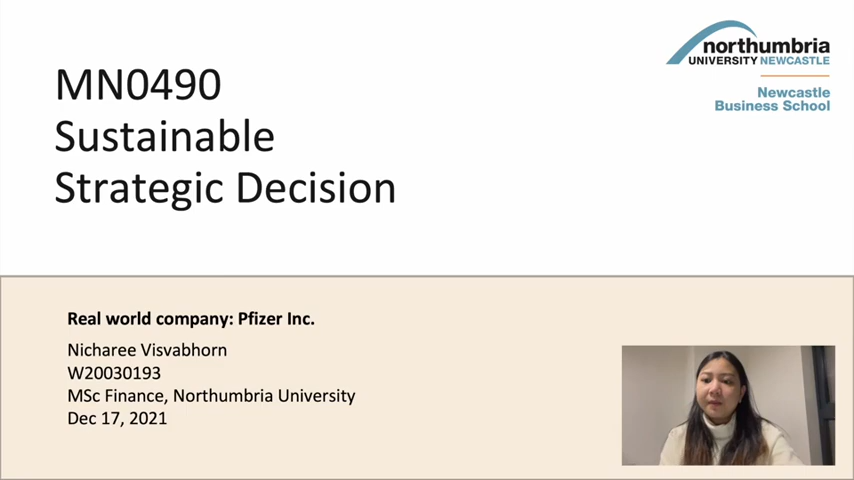 MN0490
Sustainable
Strategic Decision
northumbria
UNIVERSITY NEWCASTLE
Newcastle
Business School
Real world company: Pfizer Inc.
Nicharee Visvabhorn
W20030193
MSc Finance, Northumbria University
Dec 17, 2021